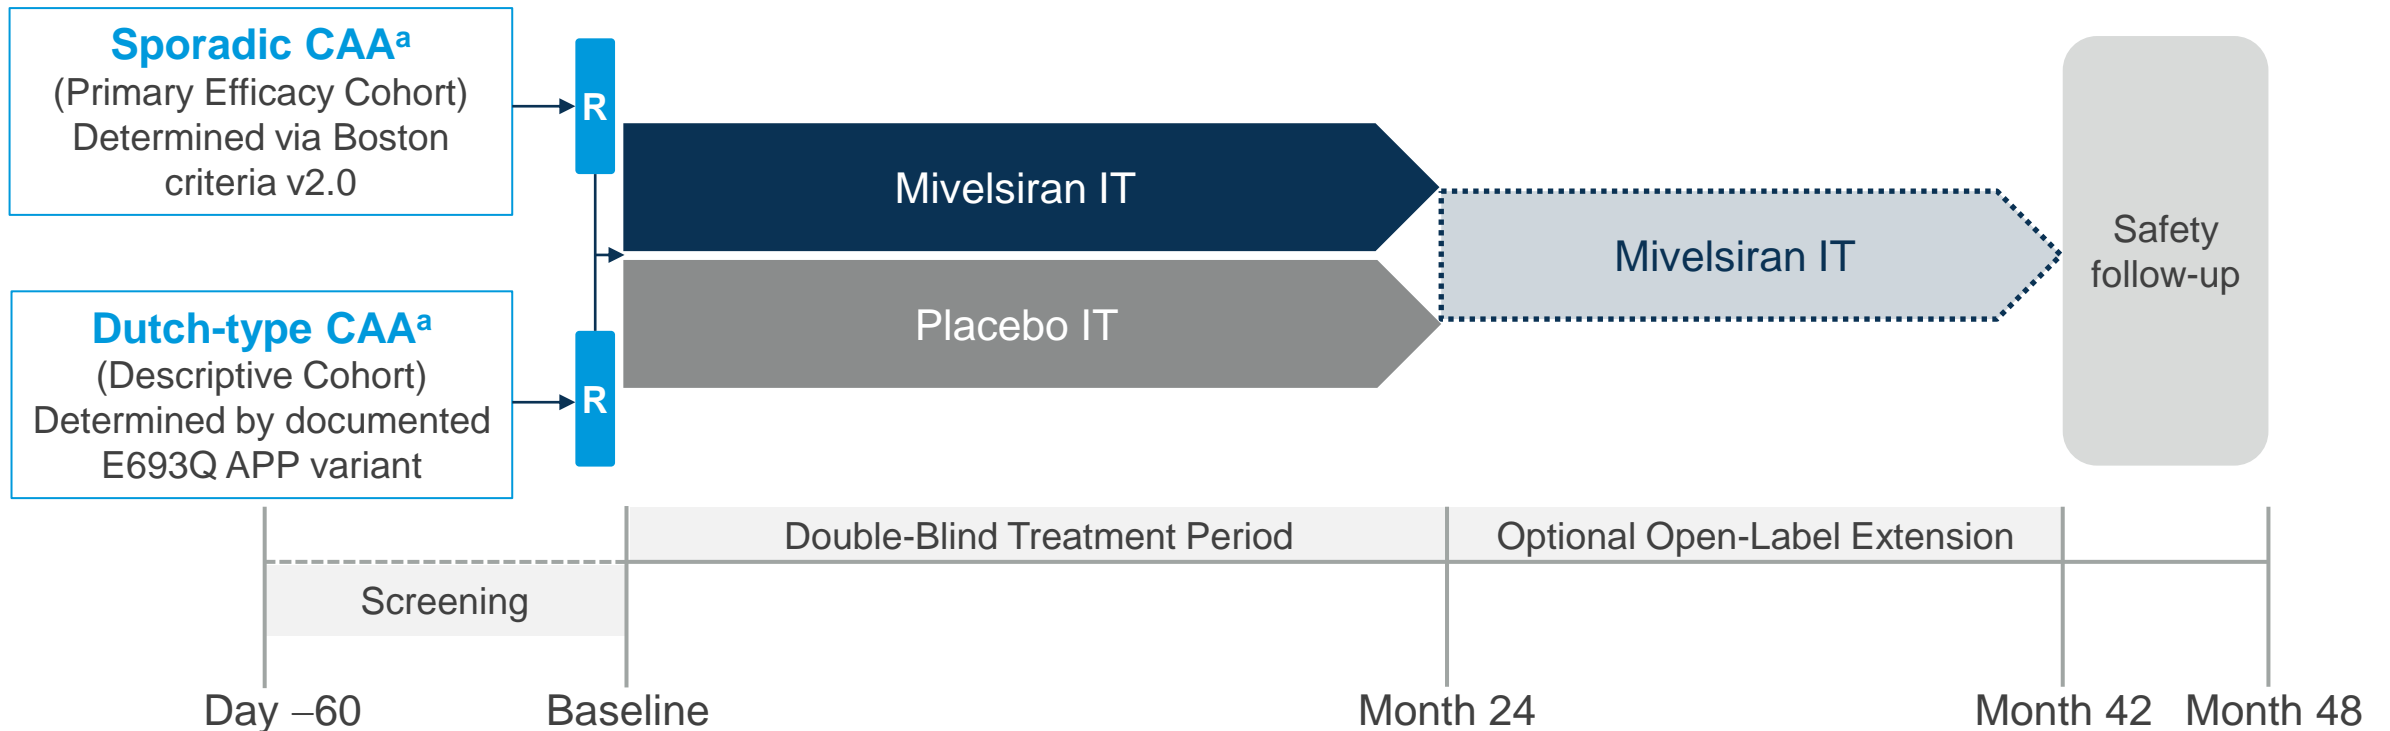 Sporadic CAAᵃ
(Primary Efficacy Cohort)
Determined via Boston
criteria v2.0
R
Dutch-type CAAᵃ
(Descriptive Cohort)
Determined by documented
E693Q APP variant
R
Mivelsiran IT
Placebo IT
Mivelsiran IT
Safety
follow-up
Double-Blind Treatment Period
Optional Open-Label Extension
Screening
Day –60
Baseline
Month 24
Month 42
Month 48